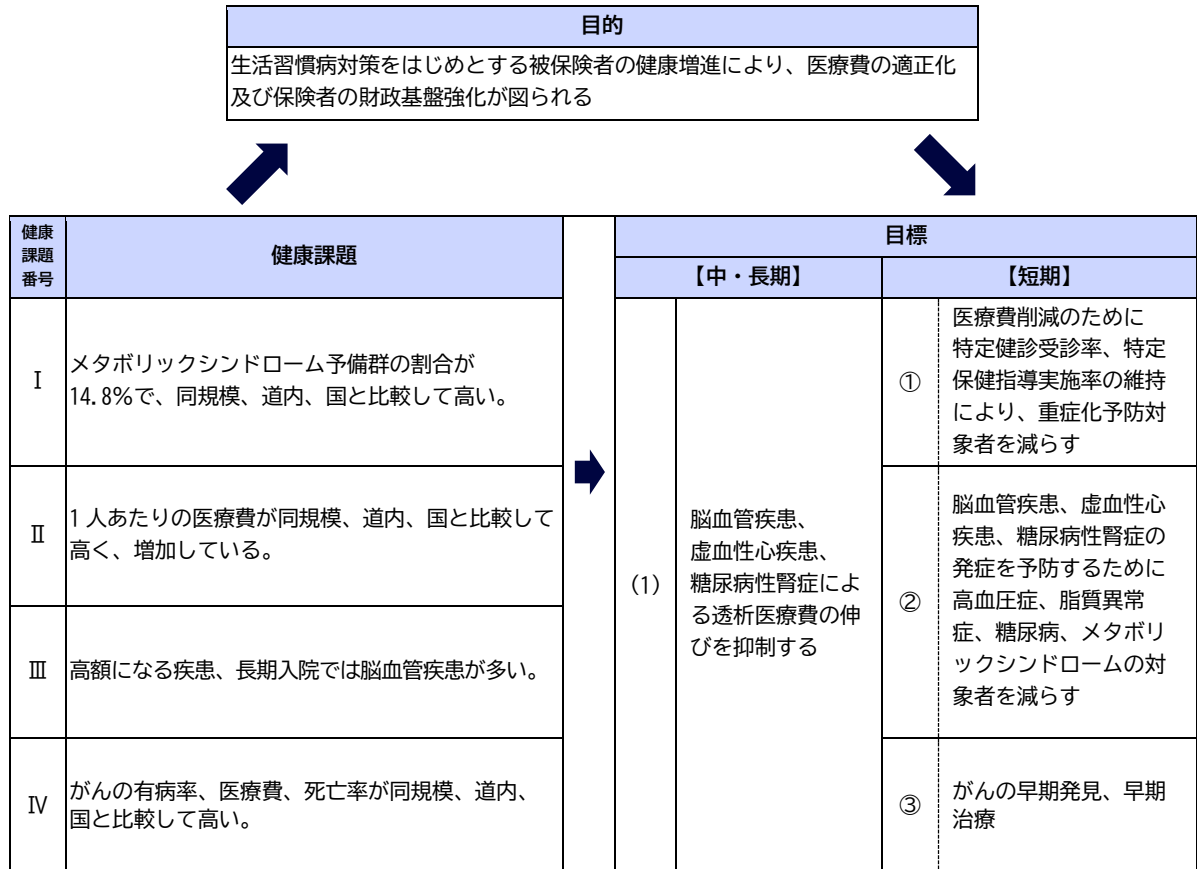 目的
生活習慣病対策をはじめとする被保険者の健康増進により、医療費の適正化
及び保険者の財政基盤強化が図られる
健康
課題
番号
健康課題
Ⅰ
メタボリックシンドローム予備群の割合が
14.8%で、同規模、道内、国と比較して高い。
Ⅱ
1人あたりの医療費が同規模、道内、国と比較して
高く、増加している。
Ⅲ
高額になる疾患、長期入院では脳血管疾患が多い。
Ⅳ
がんの有病率、医療費、死亡率が同規模、道内、
国と比較して高い。
目標
【中・長期】
【短期】
(1)
脳血管疾患、
虚血性心疾患、
糖尿病性腎症によ
る透析医療費の伸
びを抑制する
①
医療費削減のために
特定健診受診率、特定
保健指導実施率の維持
により、重症化予防対
象者を減らす
②
脳血管疾患、虚血性心
疾患、糖尿病性腎症の
発症を予防するために
高血圧症、脂質異常
症、糖尿病、メタボリ
ックシンドロームの対
象者を減らす
③
がんの早期発見、早期
治療